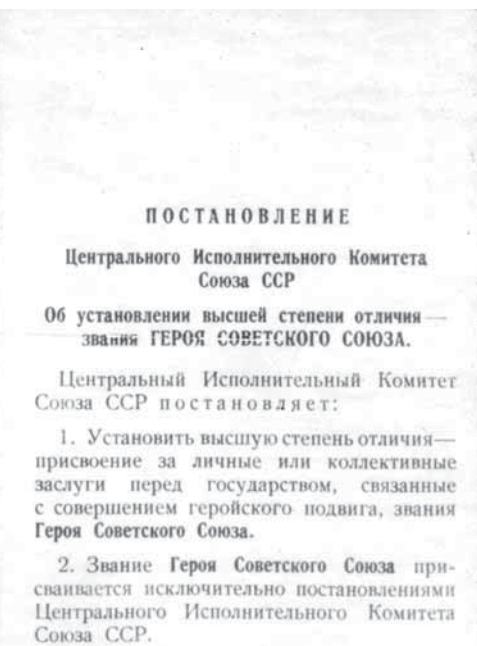 ПОСТАНОВЛЕНИЕ
Центрального Исполнительного Комитета
Союза ССР
Об установлении высшей степени отличия —
звания ГЕРОЯ СОВЕТСКОГО СОЮЗА.
Центральный Исполнительный Комитет
Союза ССР постановляет:
1. Установить высшую степень отличия—
присвоение за личные или коллективные
заслуги перед государством, связанные
с совершением геройского подвига, звания
Героя Советского Союза.
2. Звание Героя Советского Союза при-
сваивается исключительно постановлениями
Центрального Исполнительного Комитета
Союза ССР.